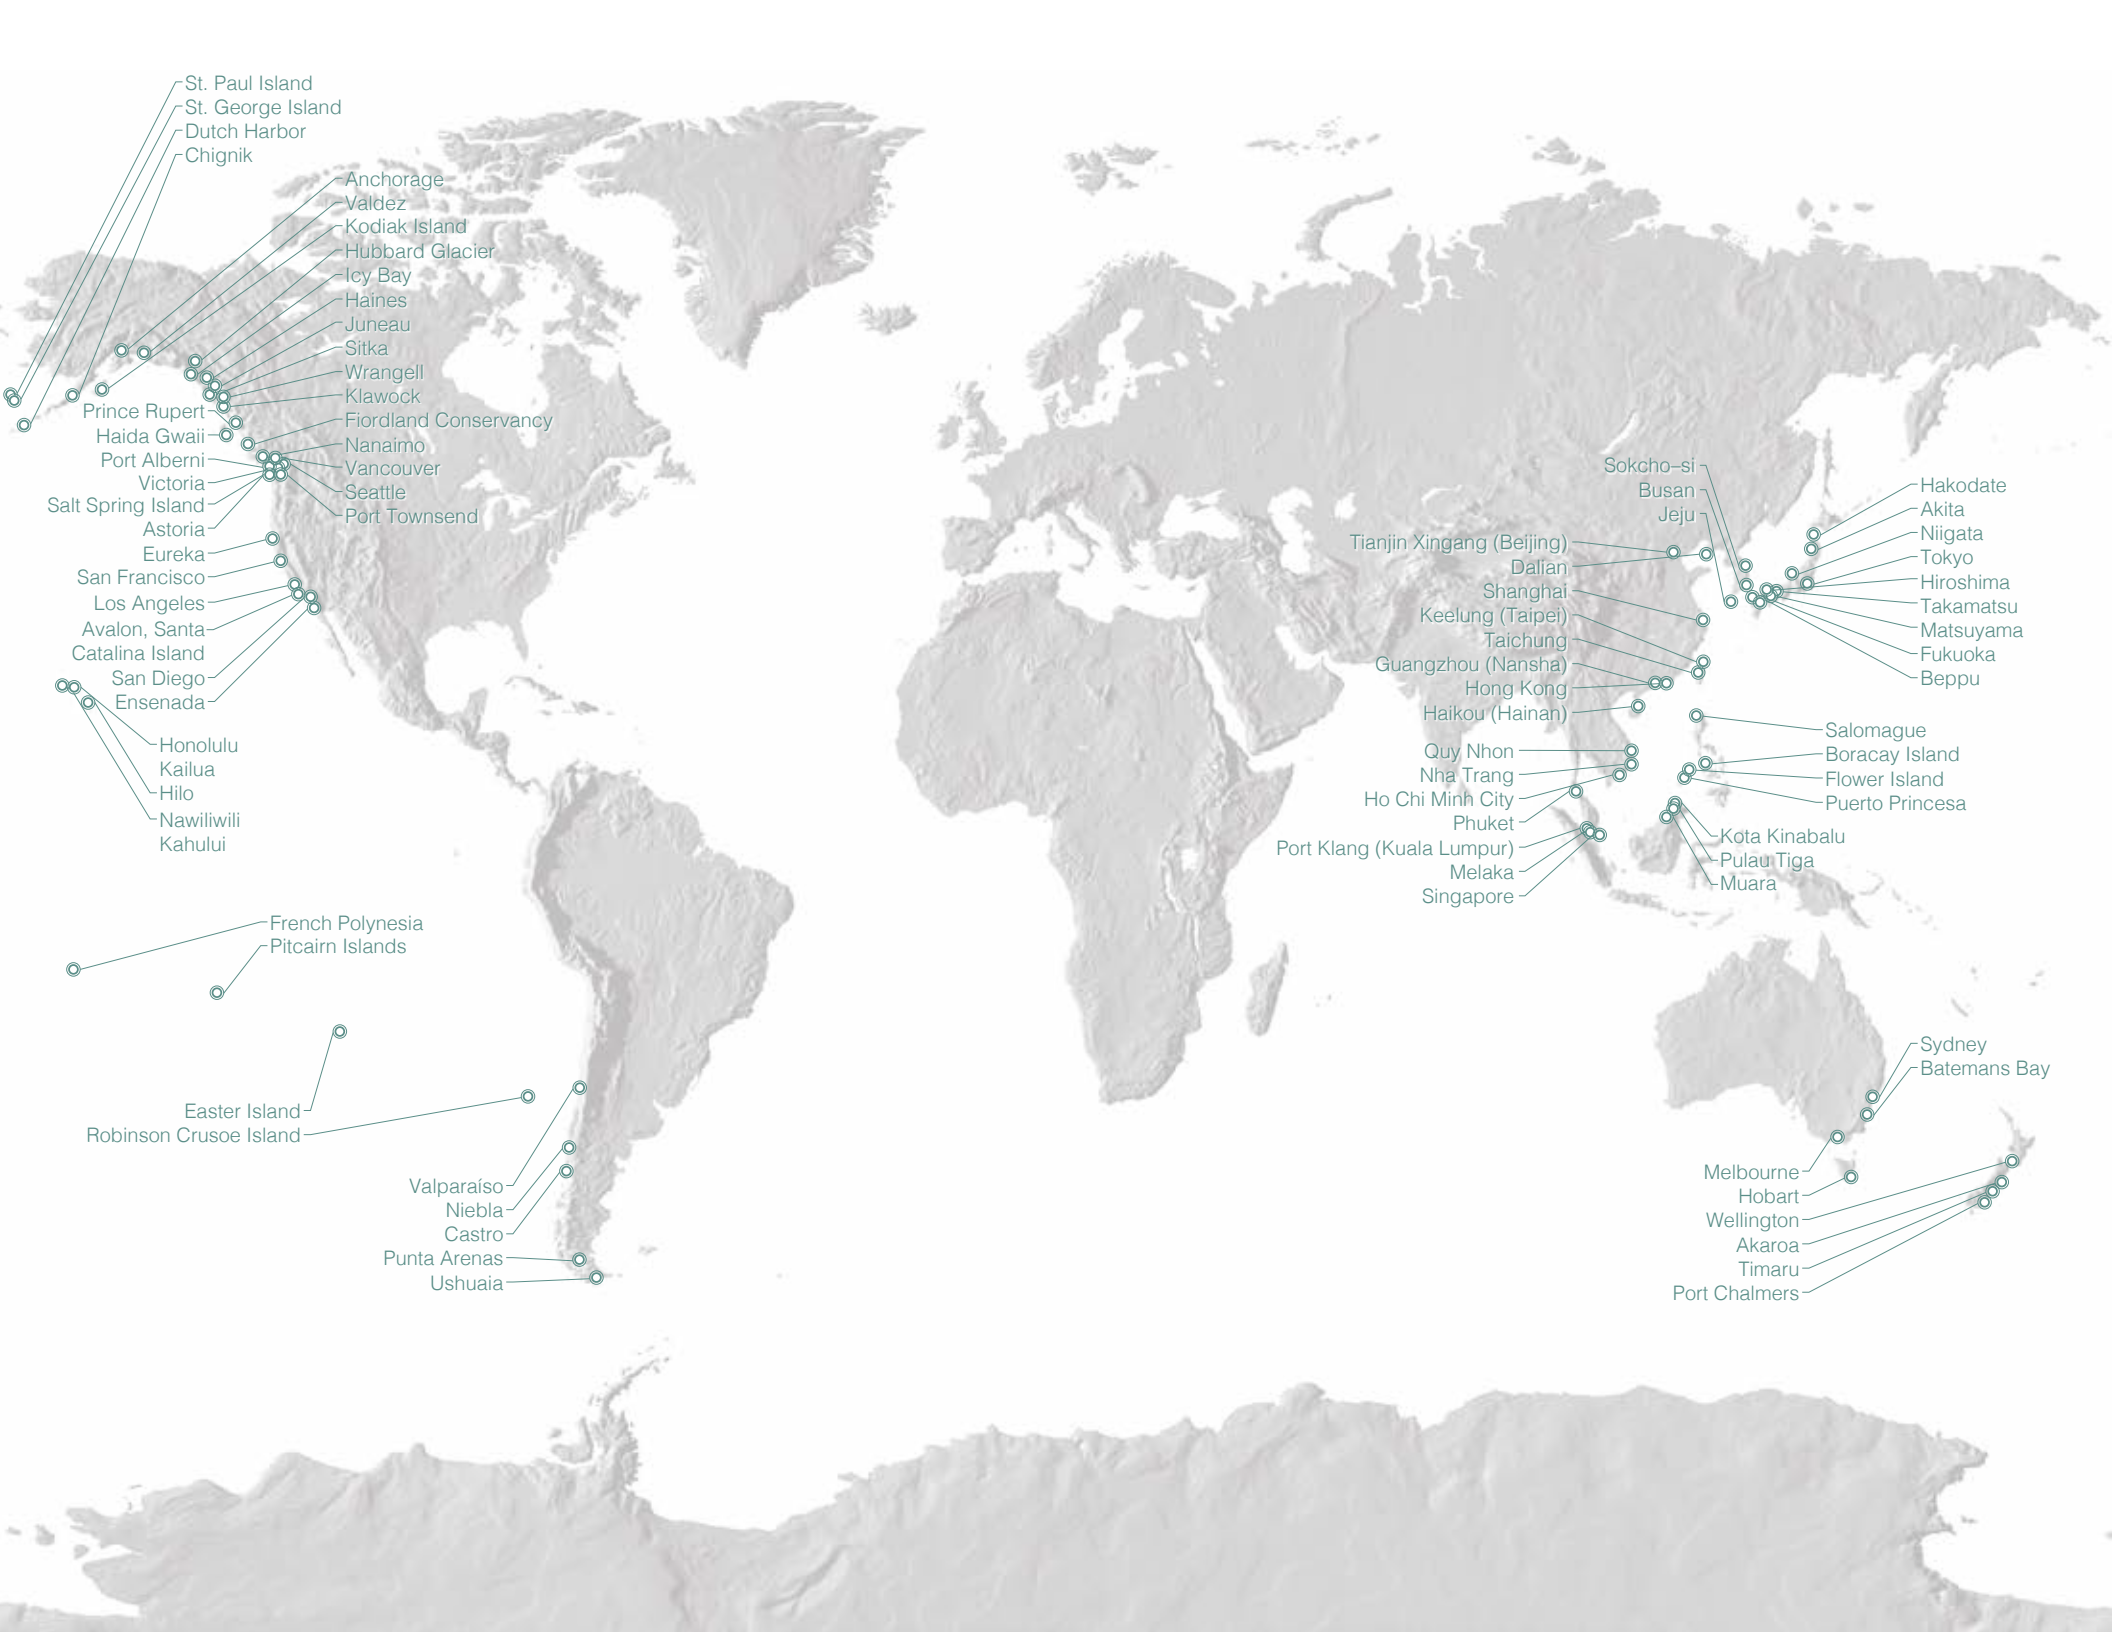 St. Paul Island
St. George Island
Dutch Harbor
Chignik
Anchorage
Valdez
Kodiak Island
Hubbard Glacier
Icy Bay
Haines
Juneau
Sitka
Wrangell
Klawock
Fiordland Conservancy
Nanaimo
Vancouver
Seattle
Port Townsend
Prince Rupert
Haida Gwaii
Port Alberni
Victoria
Salt Spring Island
Astoria
Eureka
San Francisco
Los Angeles
Avalon, Santa
Catalina Island
San Diego
Ensenada
Honolulu
Kailua
Hilo
Nawiliwili
Kahului
French Polynesia
Pitcairn Islands
Easter Island
Robinson Crusoe Island
Valparaíso
Niebla
Castro
Punta Arenas
Ushuaia
Sokcho–si
Busan
Jeju
Tianjin Xingang (Beijing)
Dalian
Shanghai
Keelung (Taipei)
Taichung
Guangzhou (Nansha)
Hong Kong
Haikou (Hainan)
Quy Nhon
Nha Trang
Ho Chi Minh City
Phuket
Port Klang (Kuala Lumpur)
Melaka
Singapore
Hakodate
Akita
Niigata
Tokyo
Hiroshima
Takamatsu
Matsuyama
Fukuoka
Beppu
Salomague
Boracay Island
Flower Island
Puerto Princesa
Kota Kinabalu
Pulau Tiga
Muara
Sydney
Batemans Bay
Melbourne
Hobart
Wellington
Akaroa
Timaru
Port Chalmers